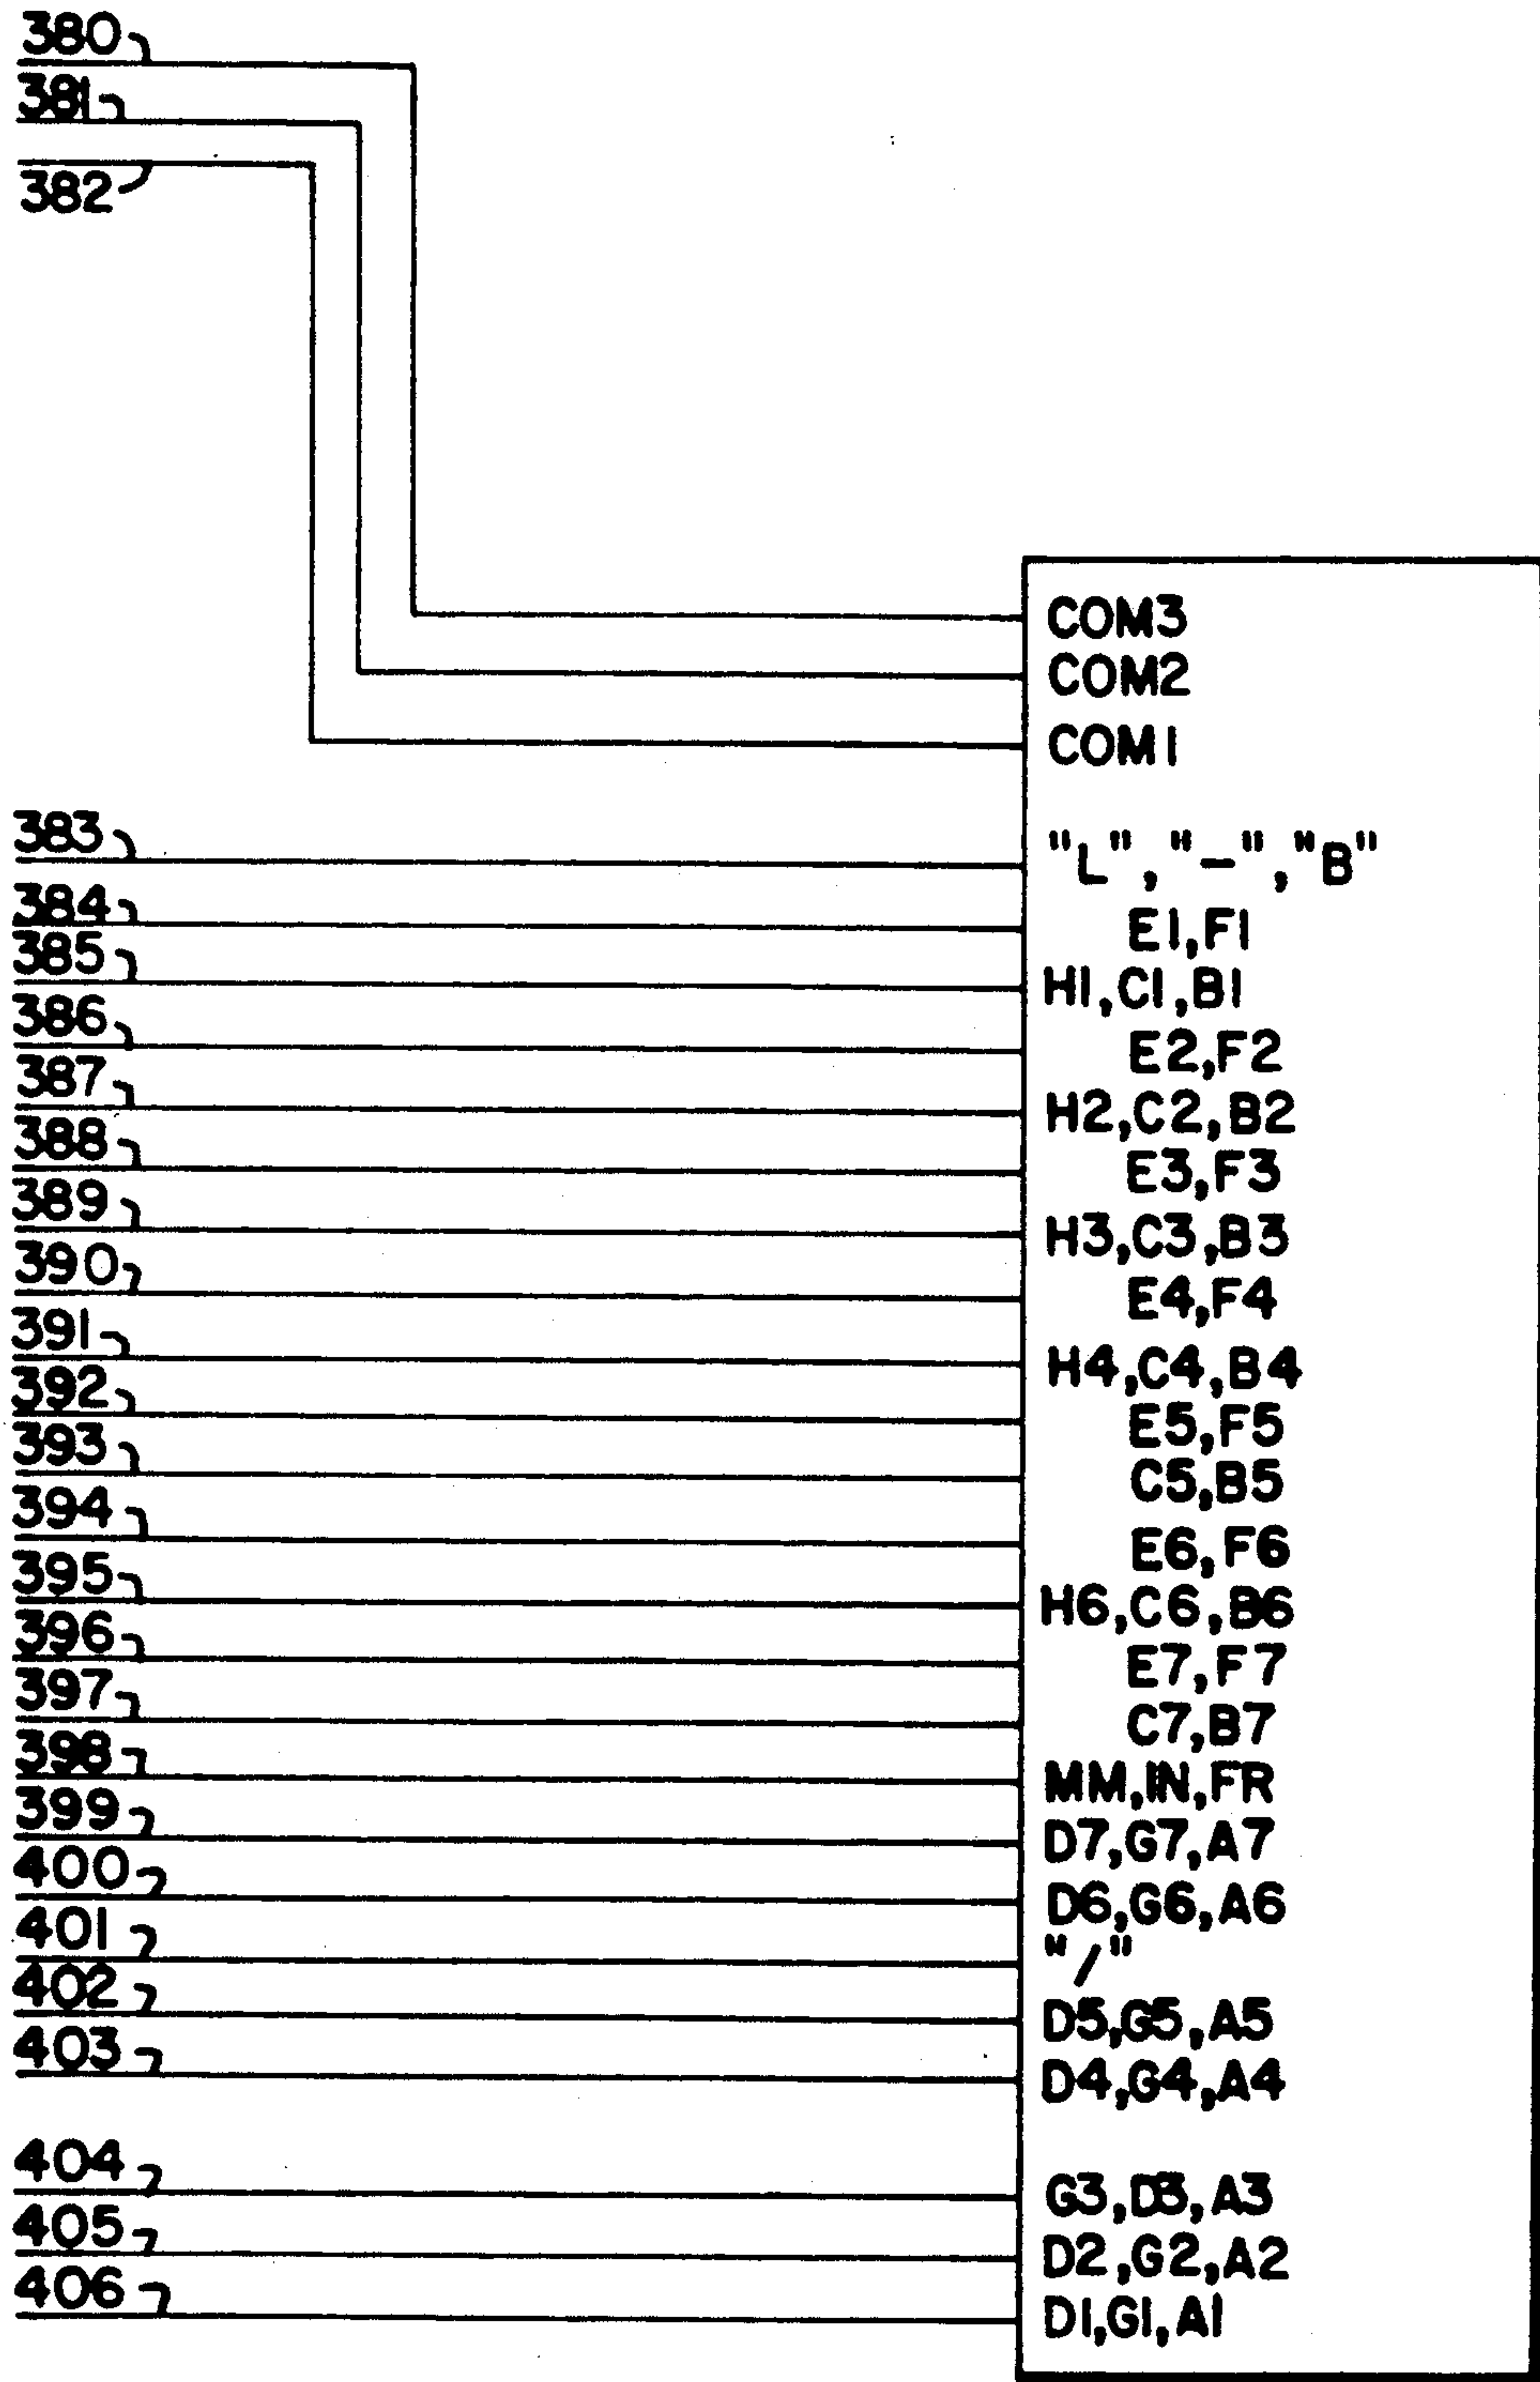 380
381
382
COM3
COM2
COM1
383 "L", "-", "B"
384 E1,F1
385 H1,C1,B1
386 E2,F2
387 H2,C2,B2
388 E3,F3
389 H3,C3,B3
390 E4,F4
391 H4,C4,B4
392 E5,F5
393 C5,B5
394 E6,F6
395 H6,C6,B6
396 E7,F7
397 C7,B7
398 MM,IN,FR
399 D7,G7,A7
400 D6,G6,A6
401 "/"
402 D5,G5,A5
403 D4,G4,A4
404 G3,D3,A3
405 D2,G2,A2
406 D1,G1,A1